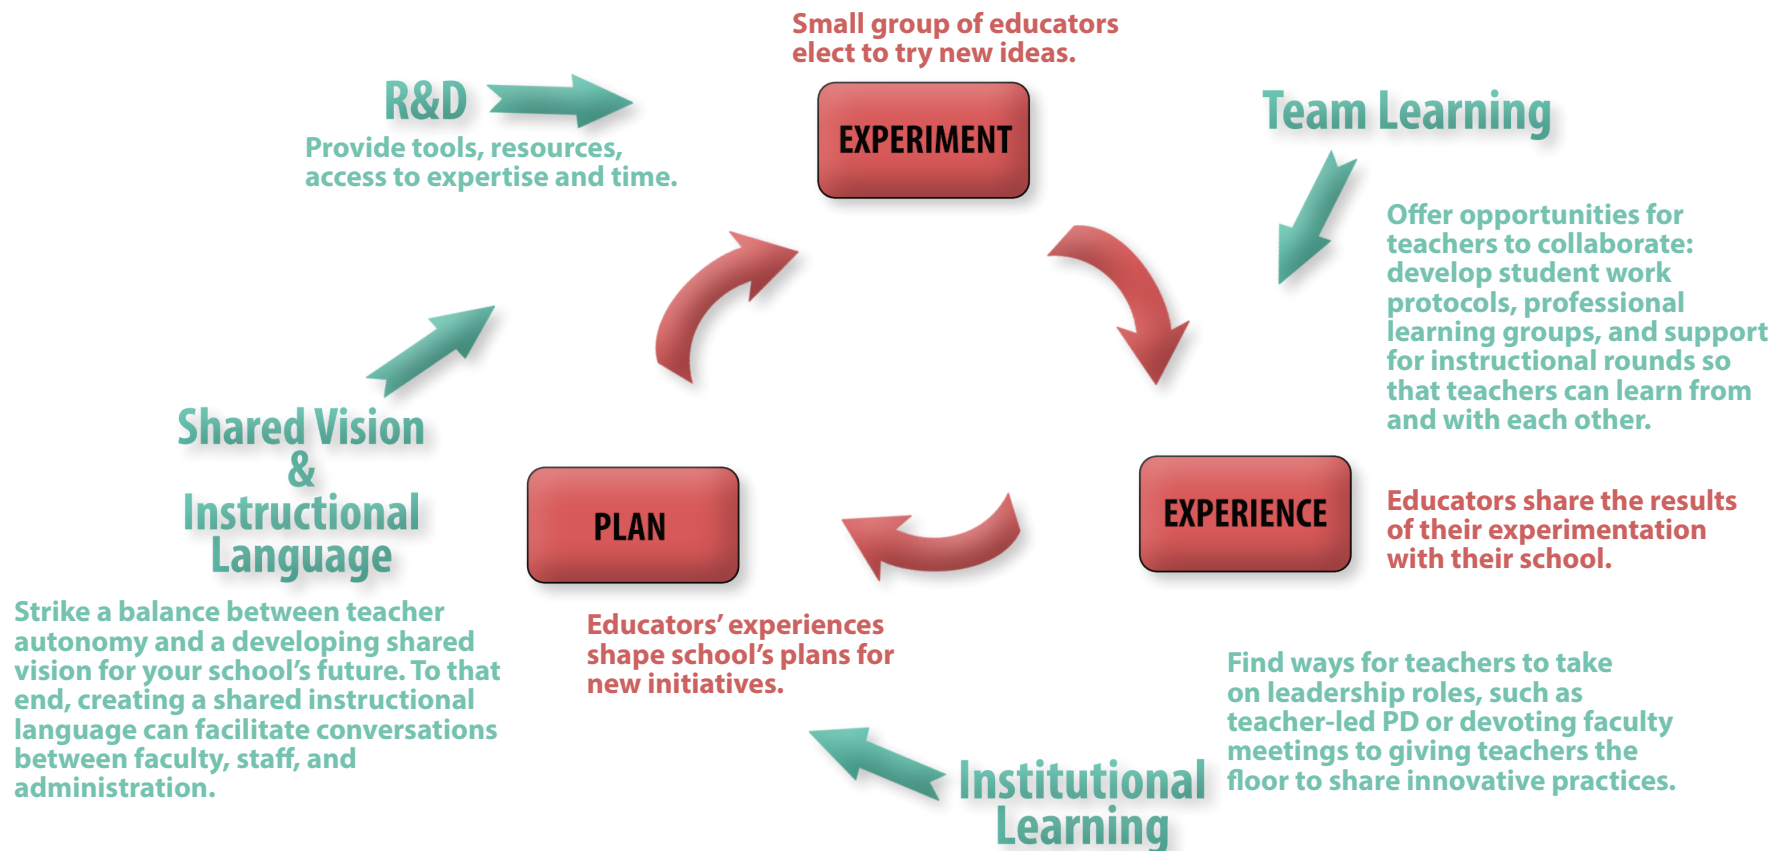 Small group of educators
elect to try new ideas.
R&D
Provide tools, resources,
access to expertise and time.
EXPERIMENT
Team Learning
Offer opportunities for
teachers to collaborate:
develop student work
protocols, professional
learning groups, and support
for instructional rounds so
that teachers can learn from
and with each other.
Shared Vision
&
Instructional
Language
Strike a balance between teacher
autonomy and a developing shared
vision for your school's future. To that
end, creating a shared instructional
language can facilitate conversations
between faculty, staff, and
administration.
PLAN
Educators' experiences
shape school's plans for
new initiatives.
EXPERIENCE
Educators share the results
of their experimentation
with their school.
Find ways for teachers to take
on leadership roles, such as
teacher-led PD or devoting faculty
meetings to giving teachers the
floor to share innovative practices.
Institutional
Learning